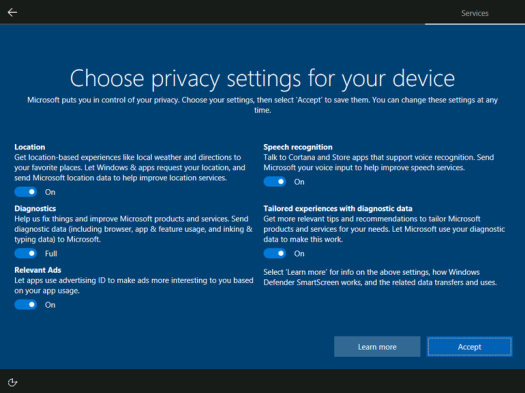 Services
Choose privacy settings for your device
Microsoft puts you in control of your privacy. Choose your settings, then select 'Accept' to save them. You can change these settings at any
time.
Location
Get location-based experiences like local weather and directions to
your favorite places. Let Windows & apps request your location, and
send Microsoft location data to help improve location services.
On
Diagnostics
Help us fix things and improve Microsoft products and services. Send
diagnostic data (including browser, app & feature usage, and inking &
typing data) to Microsoft.
Full
Relevant Ads
Let apps use advertising ID to make ads more interesting to you based
on your app usage.
On
Speech recognition
Talk to Cortana and Store apps that support voice recognition. Send
Microsoft your voice input to help improve speech services.
On
Tailored experiences with diagnostic data
Get more relevant tips and recommendations to tailor Microsoft
products and services for your needs. Let Microsoft use your diagnostic
data to make this work.
On
Select 'Learn more' for info on the above settings, how Windows
Defender SmartScreen works, and the related data transfers and uses.
Learn more
Accept